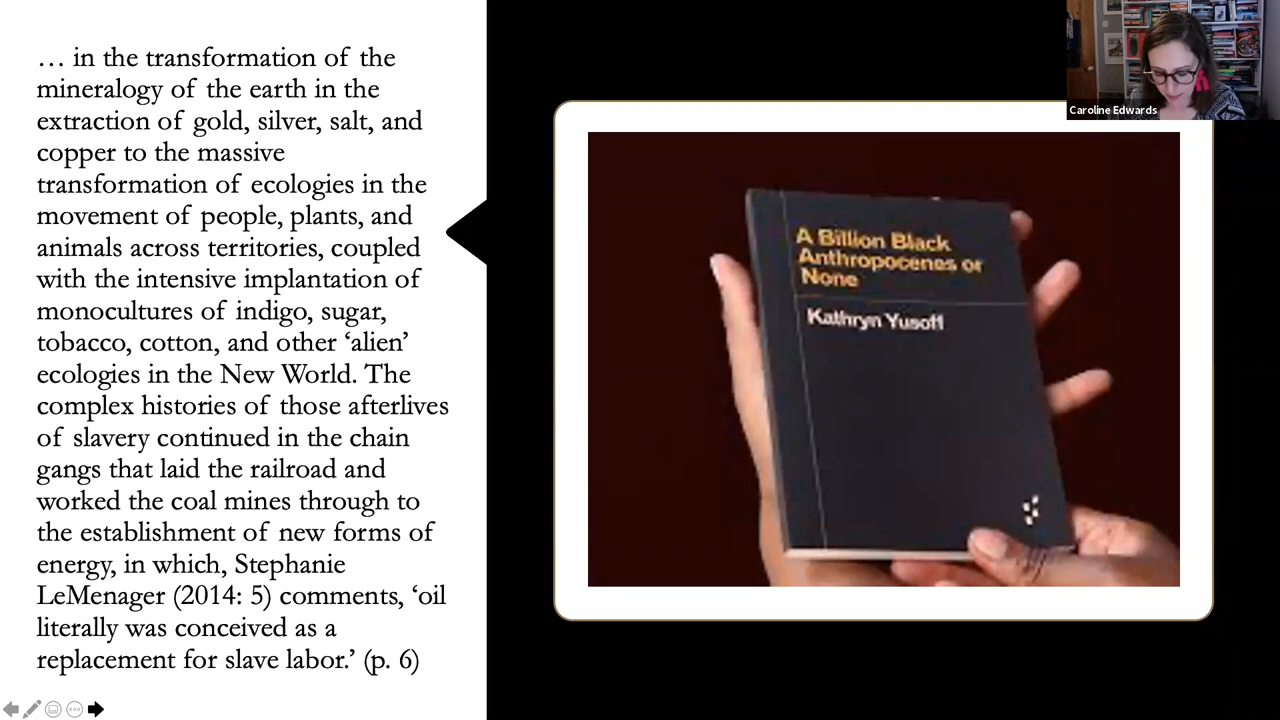 … in the transformation of the
mineralogy of the earth in the
extraction of gold, silver, salt, and
copper to the massive
transformation of ecologies in the
movement of people, plants, and
animals across territories, coupled
with the intensive implantation of
monocultures of indigo, sugar,
tobacco, cotton, and other ‘alien’
ecologies in the New World. The
complex histories of those afterlives
of slavery continued in the chain
gangs that laid the railroad and
worked the coal mines through to
the establishment of new forms of
energy, in which, Stephanie
LeMenager (2014: 5) comments, ‘oil
literally was conceived as a
replacement for slave labor.’ (p. 6)
A Billion Black
Anthropocenes or
None
Kathryn Yusoff
Caroline Edwards